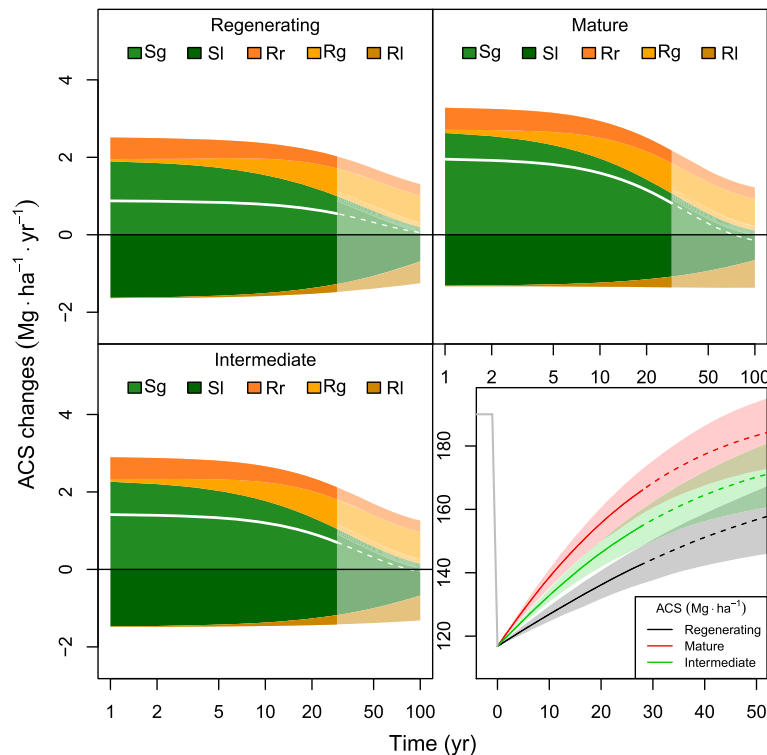 Regenerating
Sg Sl Rr Rg Rl
Mature
Sg Sl Rr Rg Rl
4
2
0
−2
ACS changes (Mg · ha⁻¹ · yr⁻¹)
1 2 5 10 20 50 100
Intermediate
Sg Sl Rr Rg Rl
4
2
0
−2
180
160
140
120
ACS (Mg · ha⁻¹)
Regenerating
Mature
Intermediate
1 2 5 10 20 50 100
0 10 20 30 40 50
Time (yr)